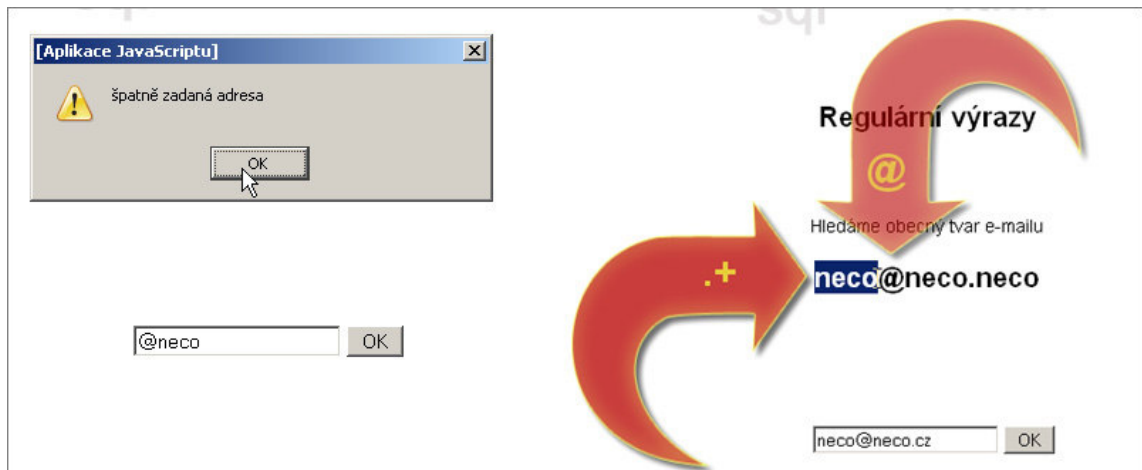 sql
[Aplikace JavaScriptu]
špatně zadaná adresa
OK
@neco
OK
Regulární výrazy
@
Hledáme obecný tvar e-mailu
.+
neco@neco.neco
neco@neco.cz
OK